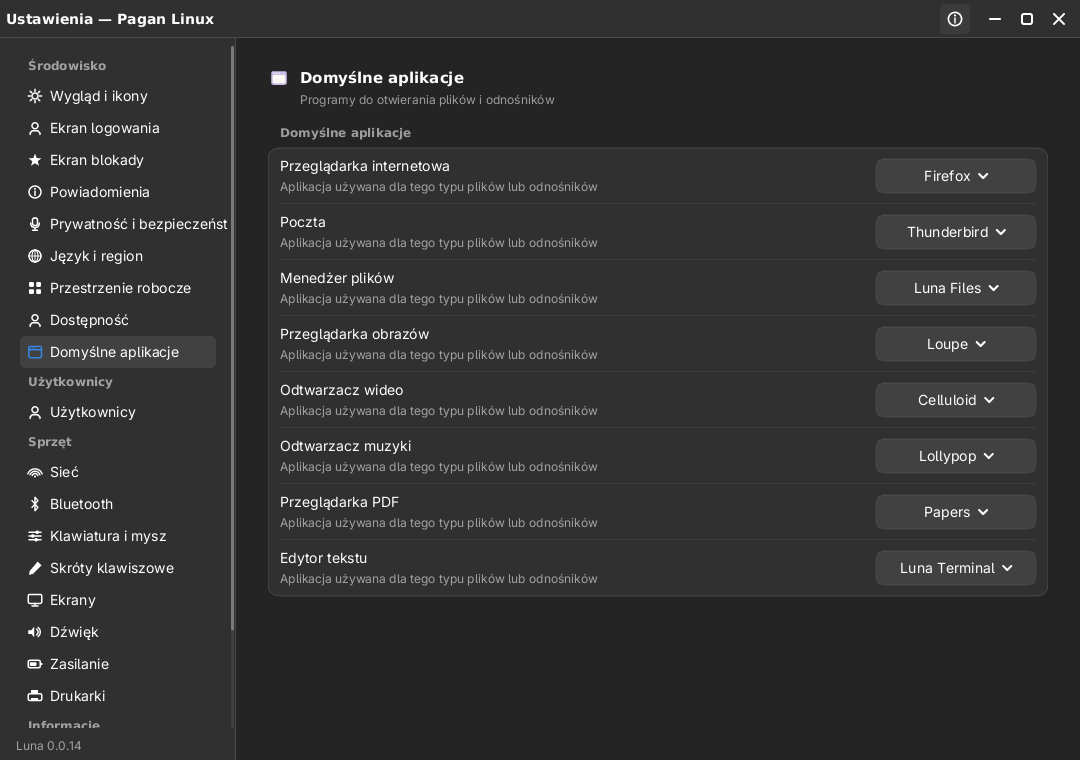 Ustawienia — Pagan Linux
Środowisko
Wygląd i ikony
Ekran logowania
Ekran blokady
Powiadomienia
Prywatność i bezpieczeńst
Język i region
Przestrzenie robocze
Dostępność
Domyślne aplikacje
Użytkownicy
Użytkownicy
Sprzęt
Sieć
Bluetooth
Klawiatura i mysz
Skróty klawiszowe
Ekrany
Dźwięk
Zasilanie
Drukarki
Informacje
Luna 0.0.14
Domyślne aplikacje
Programy do otwierania plików i odnośników
Domyślne aplikacje
Przeglądarka internetowa
Aplikacja używana dla tego typu plików lub odnośników
Firefox
Poczta
Aplikacja używana dla tego typu plików lub odnośników
Thunderbird
Menedżer plików
Aplikacja używana dla tego typu plików lub odnośników
Luna Files
Przeglądarka obrazów
Aplikacja używana dla tego typu plików lub odnośników
Loupe
Odtwarzacz wideo
Aplikacja używana dla tego typu plików lub odnośników
Celluloid
Odtwarzacz muzyki
Aplikacja używana dla tego typu plików lub odnośników
Lollypop
Przeglądarka PDF
Aplikacja używana dla tego typu plików lub odnośników
Papers
Edytor tekstu
Aplikacja używana dla tego typu plików lub odnośników
Luna Terminal